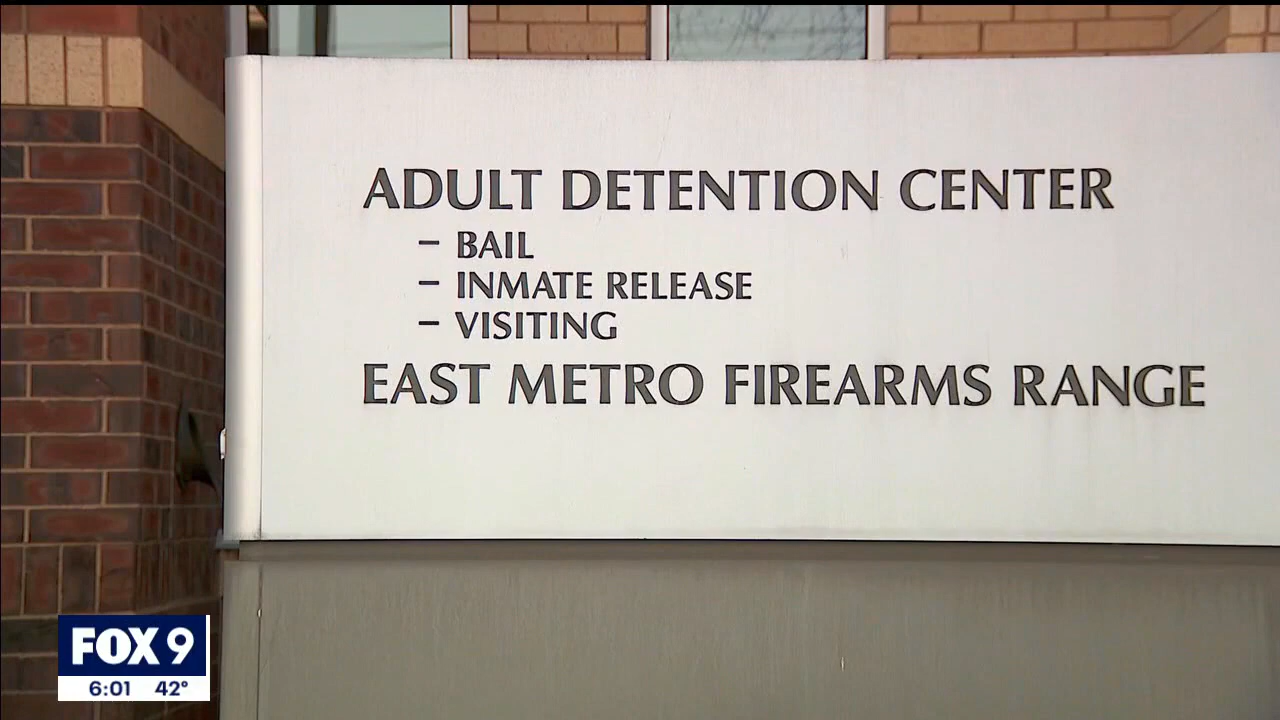 ADULT DETENTION CENTER
– BAIL
– INMATE RELEASE
– VISITING
EAST METRO FIREARMS RANGE
FOX 9
6:01 42°